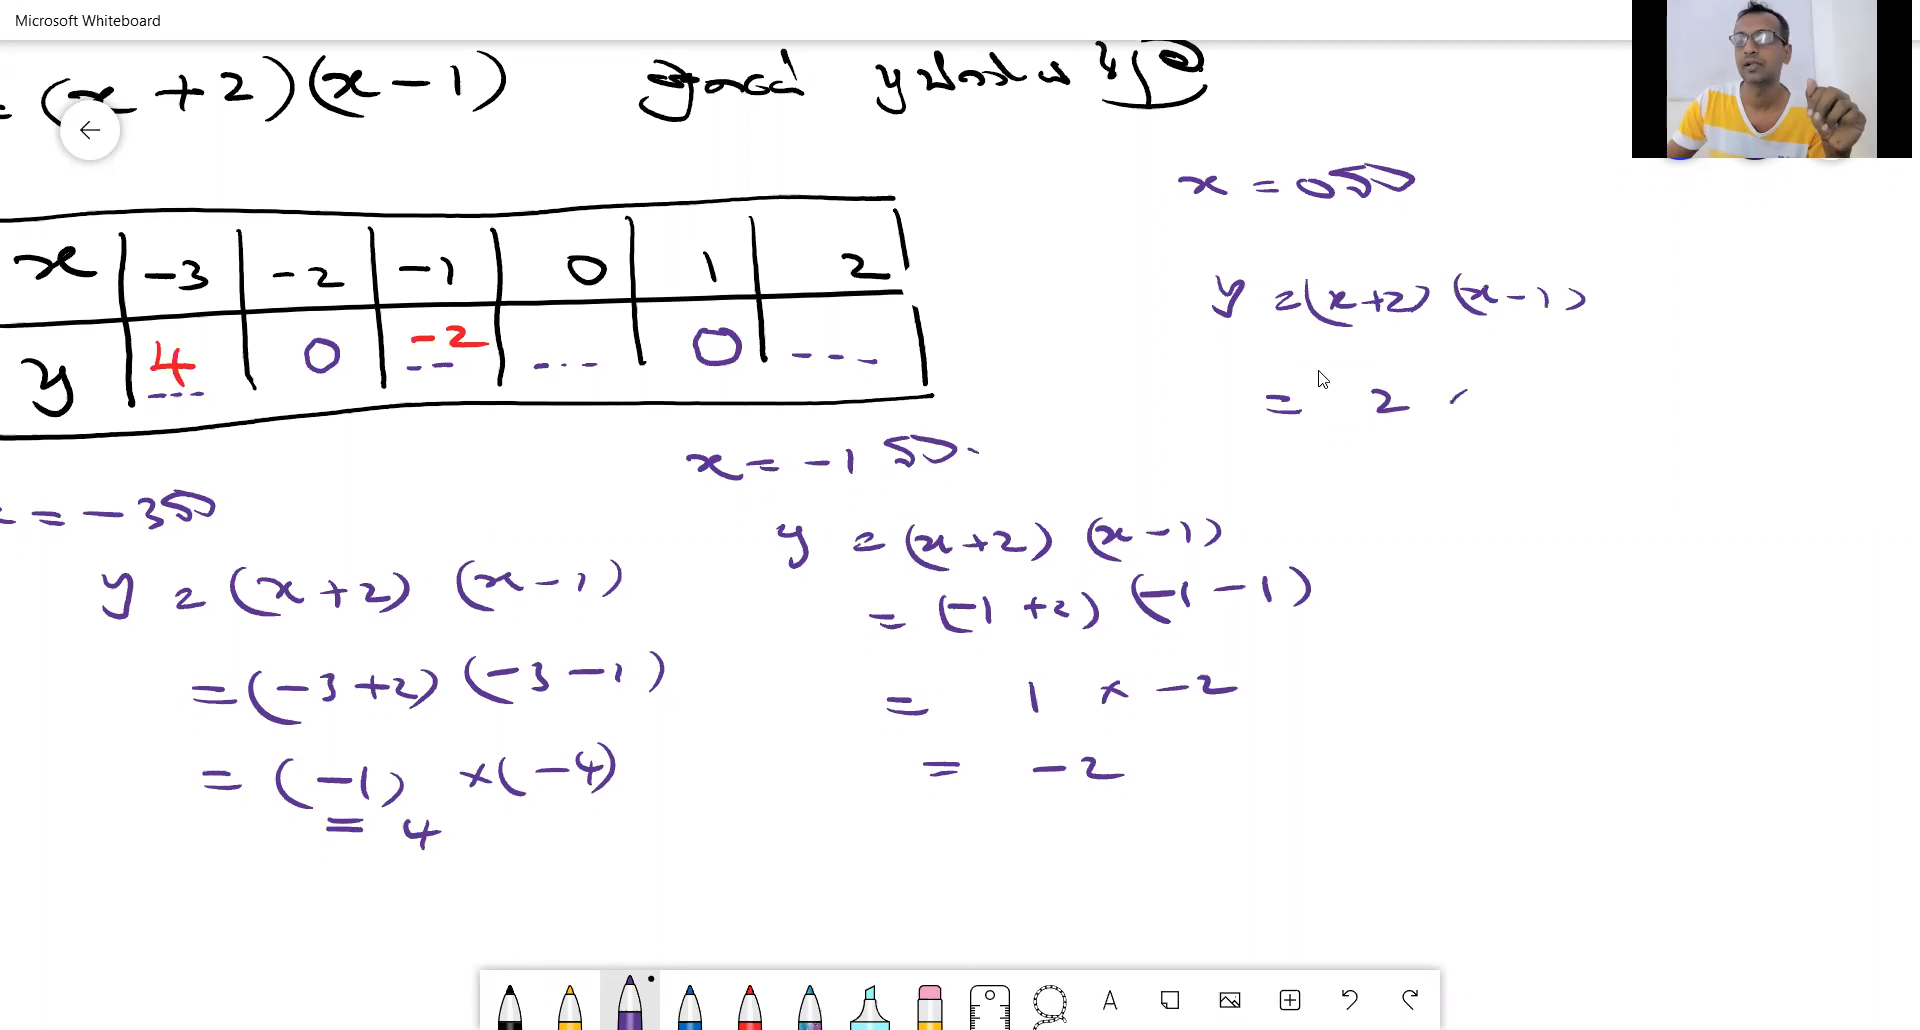 Microsoft Whiteboard
= (x + 2)(x - 1)
x = 0
x -3 -2 -1 0 1 2
y 4 0 -2 ... 0 ---
y = (x+2) (x-1)
= 2
x = -3
y = (x+2) (x-1)
= (-3+2) (-3-1)
= (-1) ×(-4)
= 4
x = -1
y = (x+2) (x-1)
= (-1+2) (-1-1)
= 1 × -2
= -2